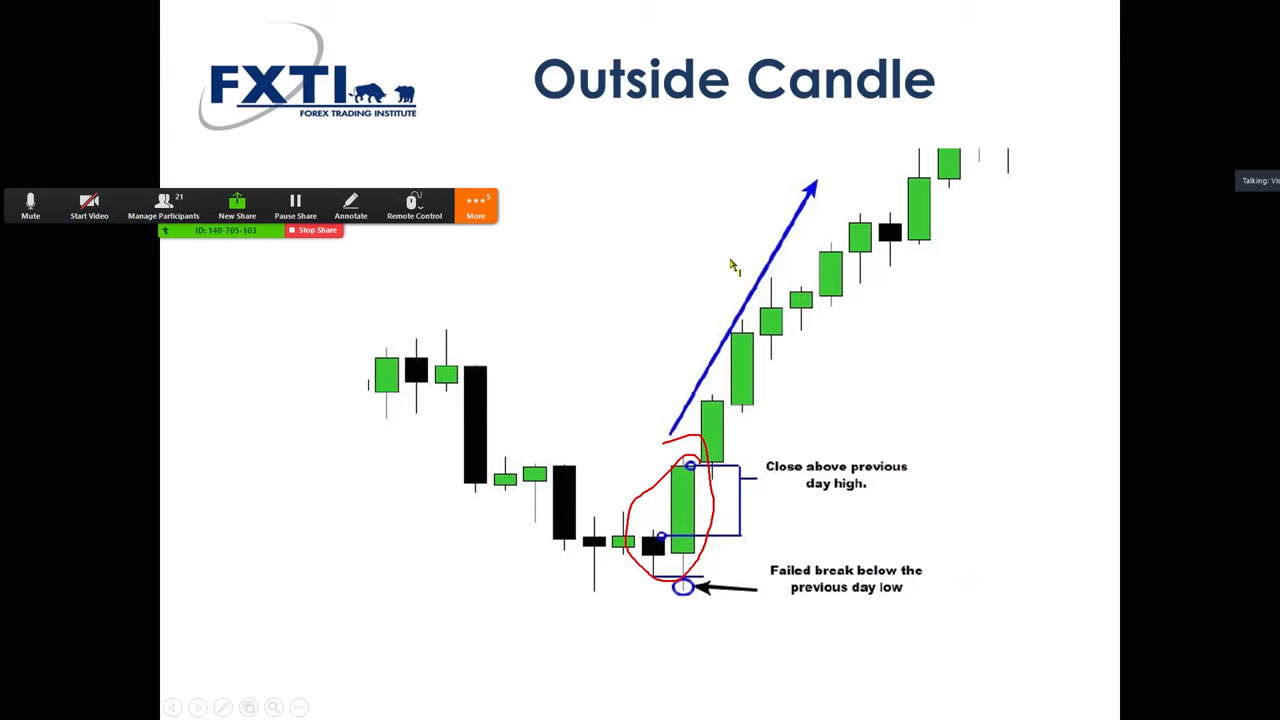 FXTI
FOREX TRADING INSTITUTE
Outside Candle
21
5
Mute
Start Video
Manage Participants
New Share
Pause Share
Annotate
Remote Control
More
ID: 140-705-103
Stop Share
Talking:
Close above previous
day high.
Failed break below the
previous day low